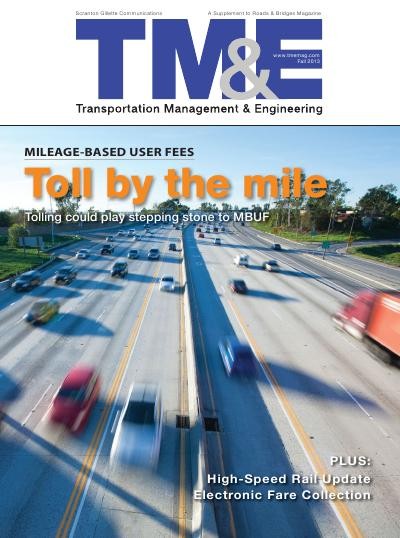 Scranton Gillette Communications
A Supplement to Roads & Bridges Magazine
TM&E
www.tmemag.com
Fall 2013
Transportation Management & Engineering
MILEAGE-BASED USER FEES
Toll by the mile
Tolling could play stepping stone to MBUF
PLUS:
High-Speed Rail Update
Electronic Fare Collection